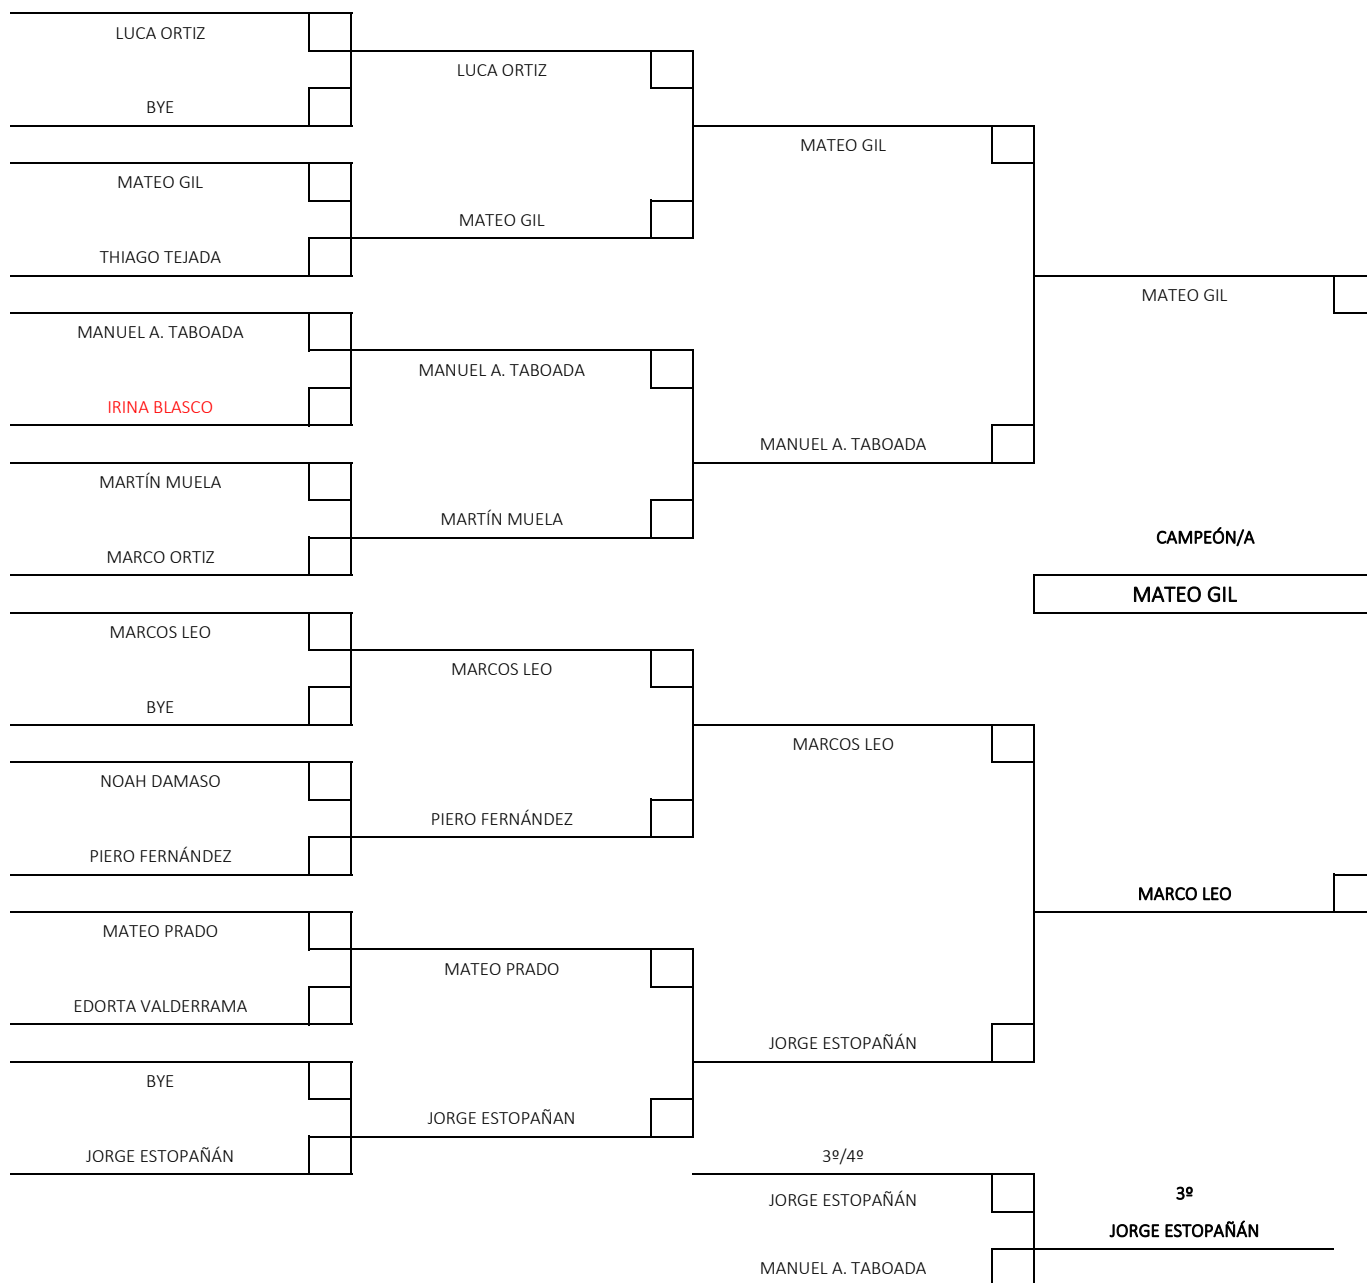 LUCA ORTIZ
BYE
MATEO GIL
THIAGO TEJADA
MANUEL A. TABOADA
IRINA BLASCO
MARTÍN MUELA
MARCO ORTIZ
MARCOS LEO
BYE
NOAH DAMASO
PIERO FERNÁNDEZ
MATEO PRADO
EDORTA VALDERRAMA
BYE
JORGE ESTOPAÑÁN
LUCA ORTIZ
MATEO GIL
MANUEL A. TABOADA
MARTÍN MUELA
MARCOS LEO
PIERO FERNÁNDEZ
MATEO PRADO
JORGE ESTOPAÑAN
MATEO GIL
MANUEL A. TABOADA
MARCOS LEO
JORGE ESTOPAÑÁN
3º/4º
JORGE ESTOPAÑÁN
MANUEL A. TABOADA
MATEO GIL
CAMPEÓN/A
MATEO GIL
MARCO LEO
3º
JORGE ESTOPAÑÁN